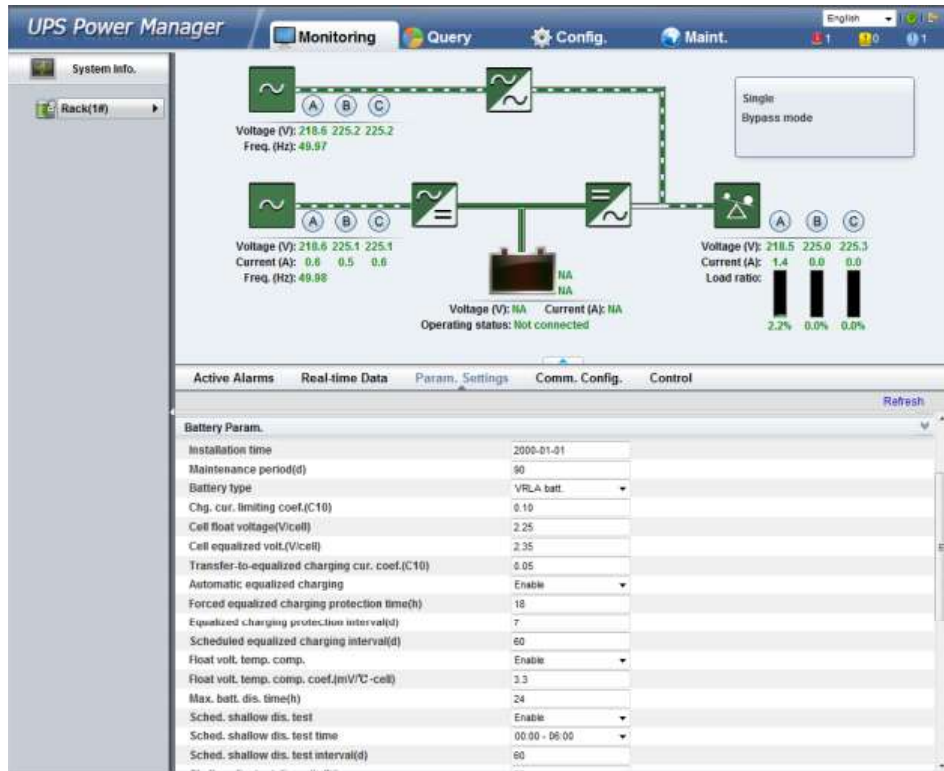 UPS Power Manager
Monitoring
Query
Config.
Maint.
English
1
0
1
System Info.
Rack(1#)
A B C
Voltage (V): 218.6 225.2 225.2
Freq. (Hz): 49.97
Single
Bypass mode
A B C
Voltage (V): 218.6 225.1 225.1
Current (A): 0.6 0.5 0.6
Freq. (Hz): 49.98
NA
NA
Voltage (V): NA Current (A): NA
Operating status: Not connected
A B C
Voltage (V): 218.5 225.0 225.3
Current (A): 1.4 0.0 0.0
Load ratio:
2.2% 0.0% 0.0%
Active Alarms Real-time Data Param. Settings Comm. Config. Control
Refresh
Battery Param.
Installation time 2000-01-01
Maintenance period(d) 90
Battery type VRLA batt.
Chg. cur. limiting coef.(C10) 0.10
Cell float voltage(V/cell) 2.25
Cell equalized volt.(V/cell) 2.35
Transfer-to-equalized charging cur. coef.(C10) 0.05
Automatic equalized charging Enable
Forced equalized charging protection time(h) 18
Equalized charging protection interval(d) 7
Scheduled equalized charging interval(d) 60
Float volt. temp. comp. Enable
Float volt. temp. comp. coef.(mV/℃-cell) 3.3
Max. batt. dis. time(h) 24
Sched. shallow dis. test Enable
Sched. shallow dis. test time 00:00 - 06:00
Sched. shallow dis. test interval(d) 60